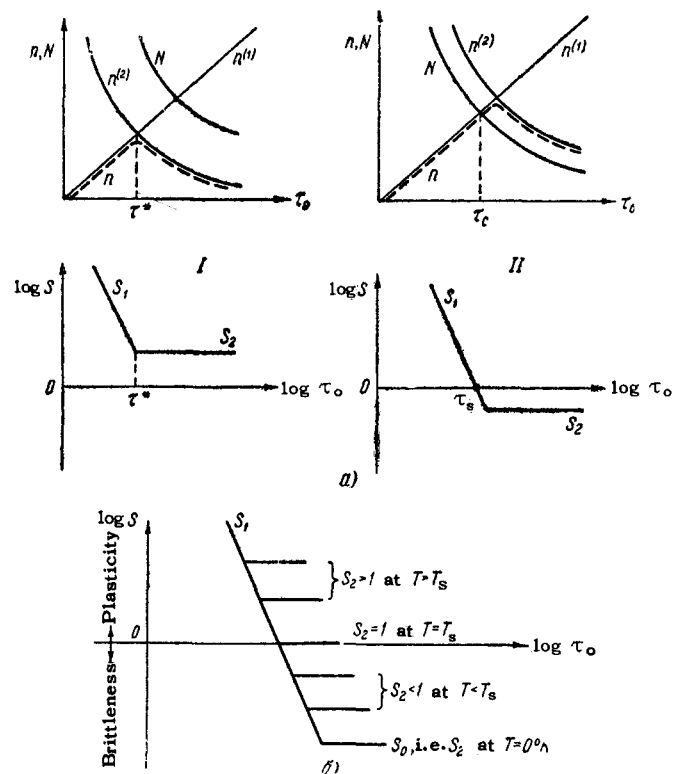 n,N
n⁽²⁾
N
n⁽¹⁾
n
τ*
τ₀
n,N
n⁽²⁾
N
n⁽¹⁾
n
τ_c
τ₀
log s
S₁
I
S₂
0
τ*
log τ₀
log s
S₁
II
0
τ_s
log τ₀
S₂
а)
log s
S₁
Plasticity
S₂>1 at T>T_s
0
S₂=1 at T=T_s
log τ₀
Brittleness
S₂<1 at T<T_s
S₀, i.e. S₂ at T=0°
б)